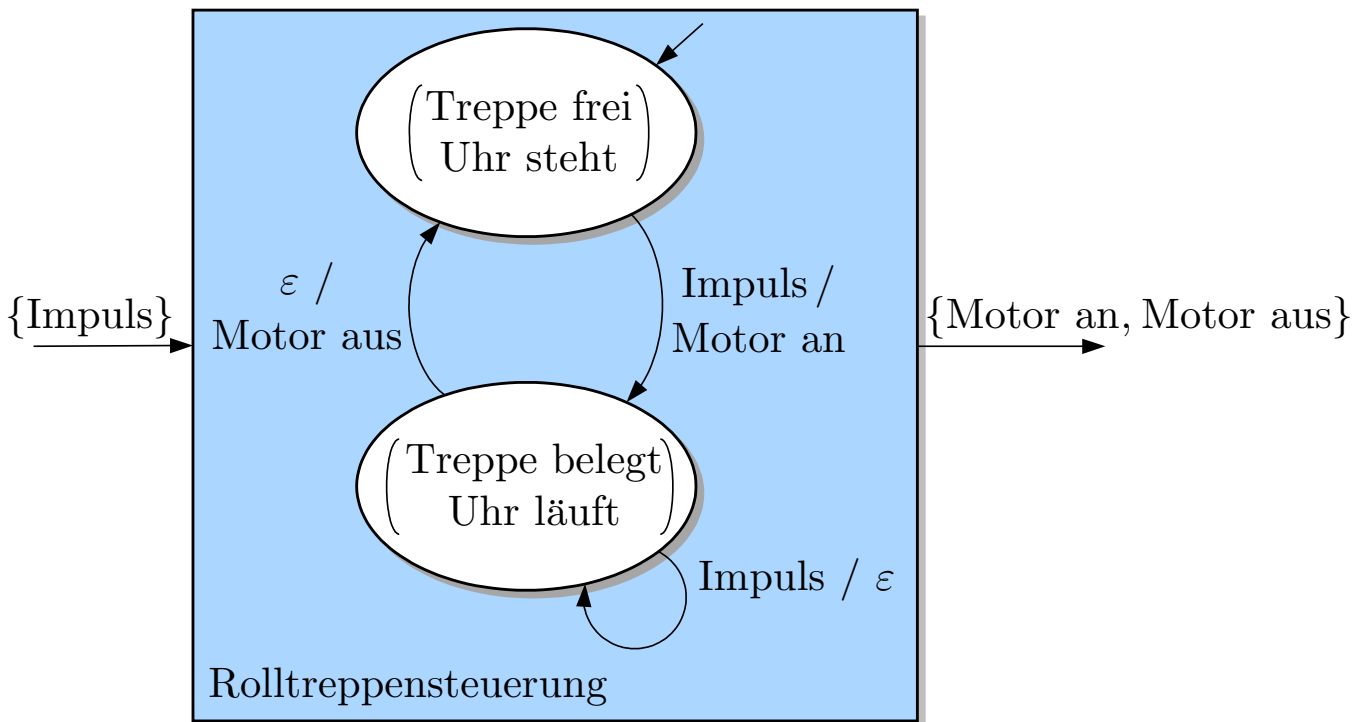 Treppe frei
Uhr steht
ε /
Motor aus
Impuls /
Motor an
{Impuls}
{Motor an, Motor aus}
Treppe belegt
Uhr läuft
Impuls / ε
Rolltreppensteuerung